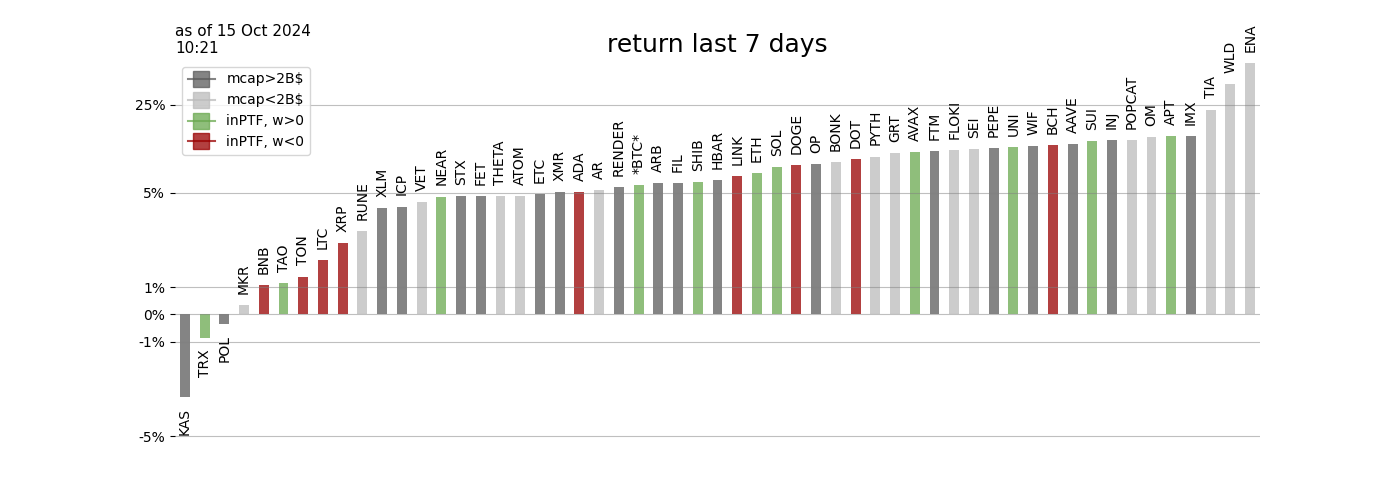 as of 15 Oct 2024
10:21
return last 7 days
mcap>2B$
mcap<2B$
inPTF, w>0
inPTF, w<0
25%
5%
1%
0%
-1%
-5%
KAS
TRX
POL
MKR
BNB
TAO
TON
LTC
XRP
RUNE
XLM
ICP
VET
NEAR
STX
FET
THETA
ATOM
ETC
XMR
ADA
AR
RENDER
*BTC*
ARB
FIL
SHIB
HBAR
LINK
ETH
SOL
DOGE
OP
BONK
DOT
PYTH
GRT
AVAX
FTM
FLOKI
SEI
PEPE
UNI
WIF
BCH
AAVE
SUI
INJ
POPCAT
OM
APT
IMX
TIA
WLD
ENA